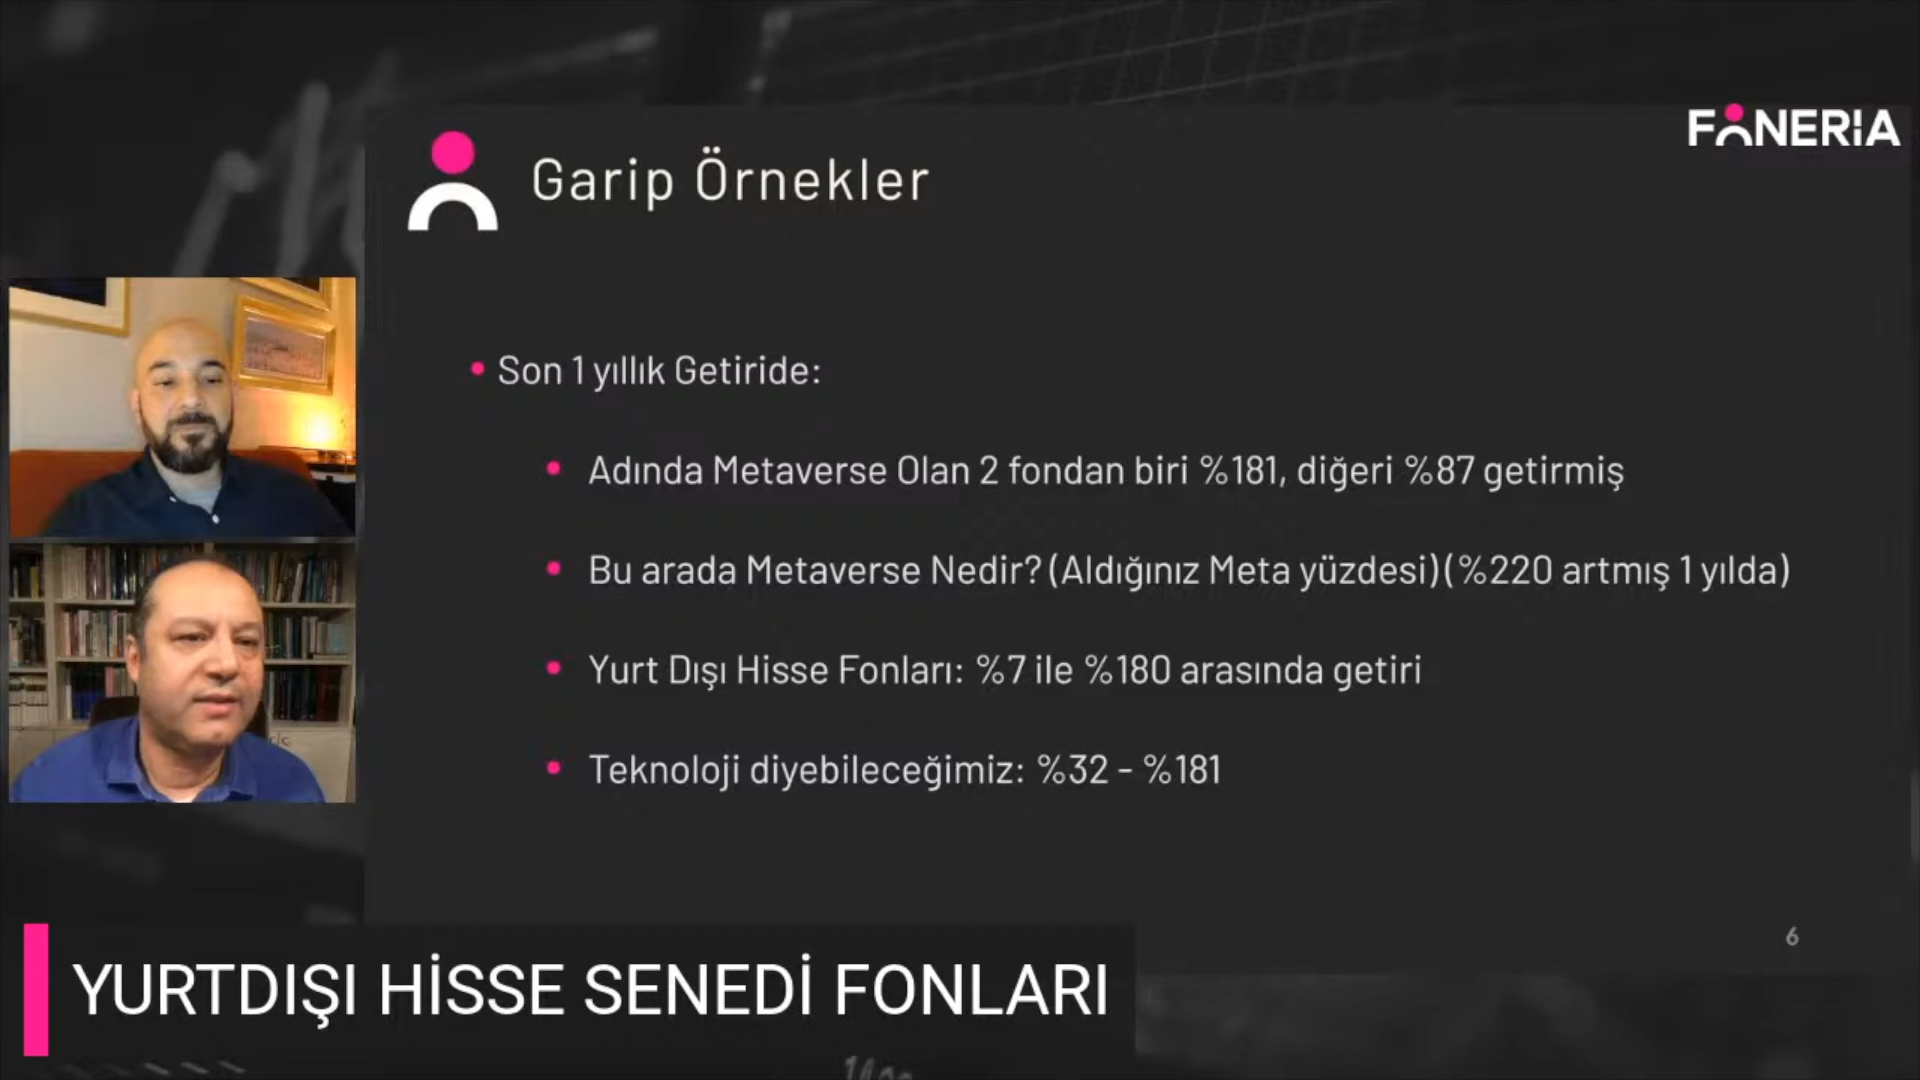 FONERIA
Garip Örnekler
Son 1 yıllık Getiride:
Adında Metaverse Olan 2 fondan biri %181, diğeri %87 getirmiş
Bu arada Metaverse Nedir? (Aldığınız Meta yüzdesi) (%220 artmış 1 yılda)
Yurt Dışı Hisse Fonları: %7 ile %180 arasında getiri
Teknoloji diyebileceğimiz: %32 - %181
6
YURTDIŞI HİSSE SENEDİ FONLARI